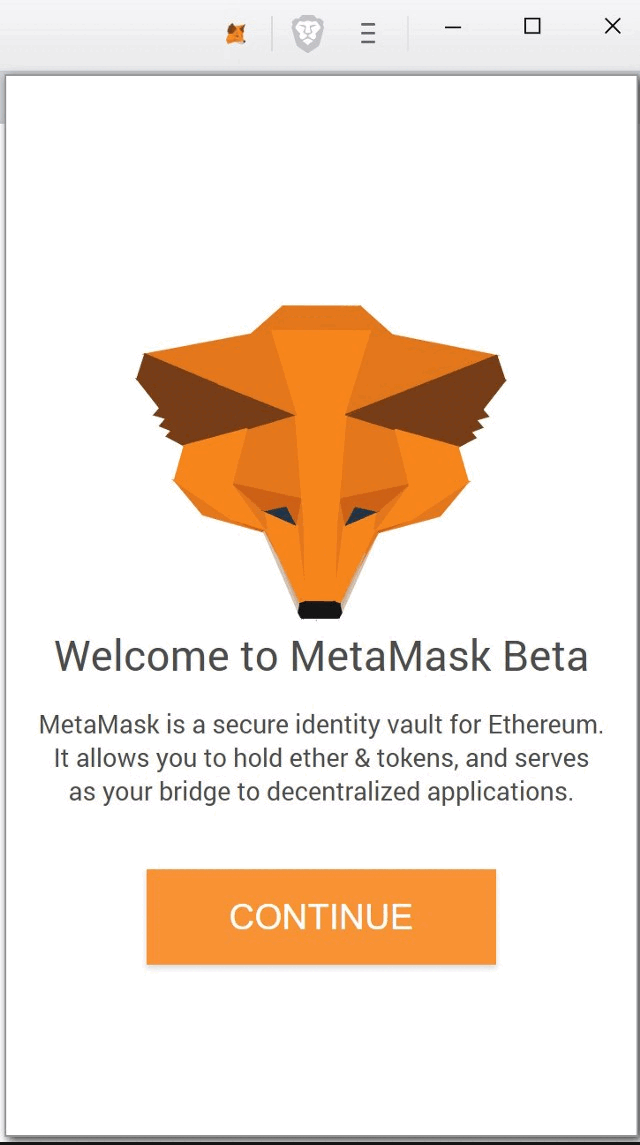 Welcome to MetaMask Beta
MetaMask is a secure identity vault for Ethereum.
It allows you to hold ether & tokens, and serves
as your bridge to decentralized applications.
CONTINUE